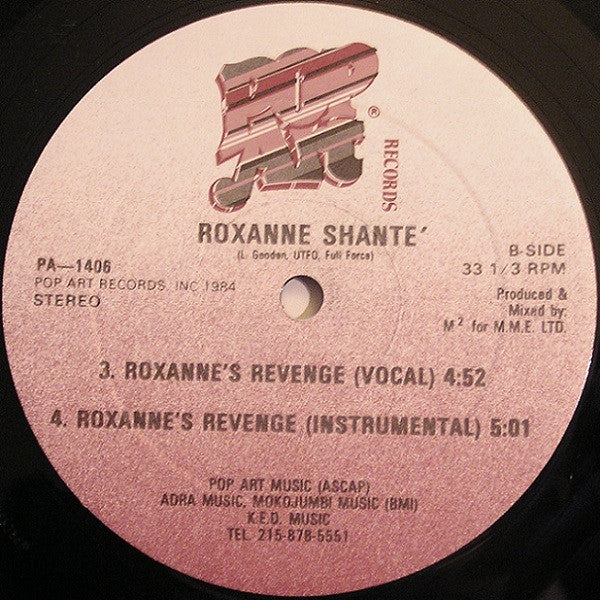 POP
ART
®
RECORDS
ROXANNE SHANTE´
(L. Gooden, UTFO, Full Force)
PA—1406
POP ART RECORDS, INC 1984
STEREO
B-SIDE
33 1/3 RPM
Produced &
Mixed by:
M² for M.M.E. LTD.
3. ROXANNE'S REVENGE (VOCAL) 4:52
4. ROXANNE'S REVENGE (INSTRUMENTAL) 5:01
POP ART MUSIC (ASCAP)
ADRA MUSIC, MOKOJUMBI MUSIC (BMI)
K.E.D. MUSIC
TEL. 215-878-5551